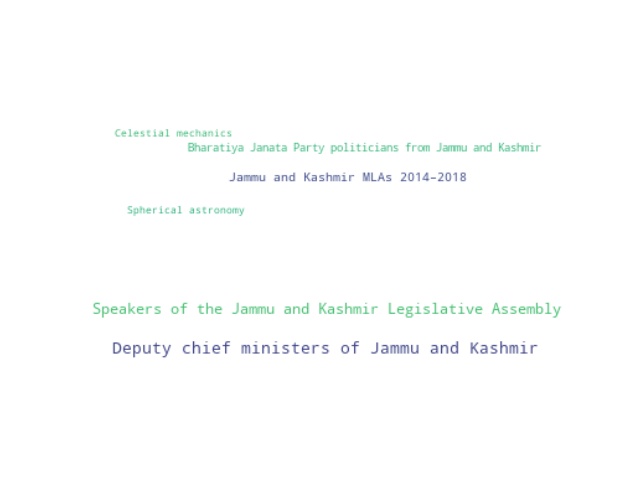 Celestial mechanics
Bharatiya Janata Party politicians from Jammu and Kashmir
Jammu and Kashmir MLAs 2014–2018
Spherical astronomy
Speakers of the Jammu and Kashmir Legislative Assembly
Deputy chief ministers of Jammu and Kashmir